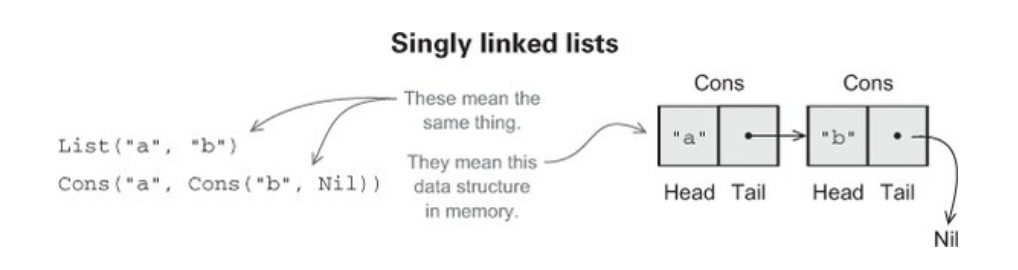 Singly linked lists
These mean the
same thing.
List("a", "b")
Cons("a", Cons("b", Nil))
They mean this
data structure
in memory.
Cons Cons
"a" "b"
Head Tail Head Tail
Nil